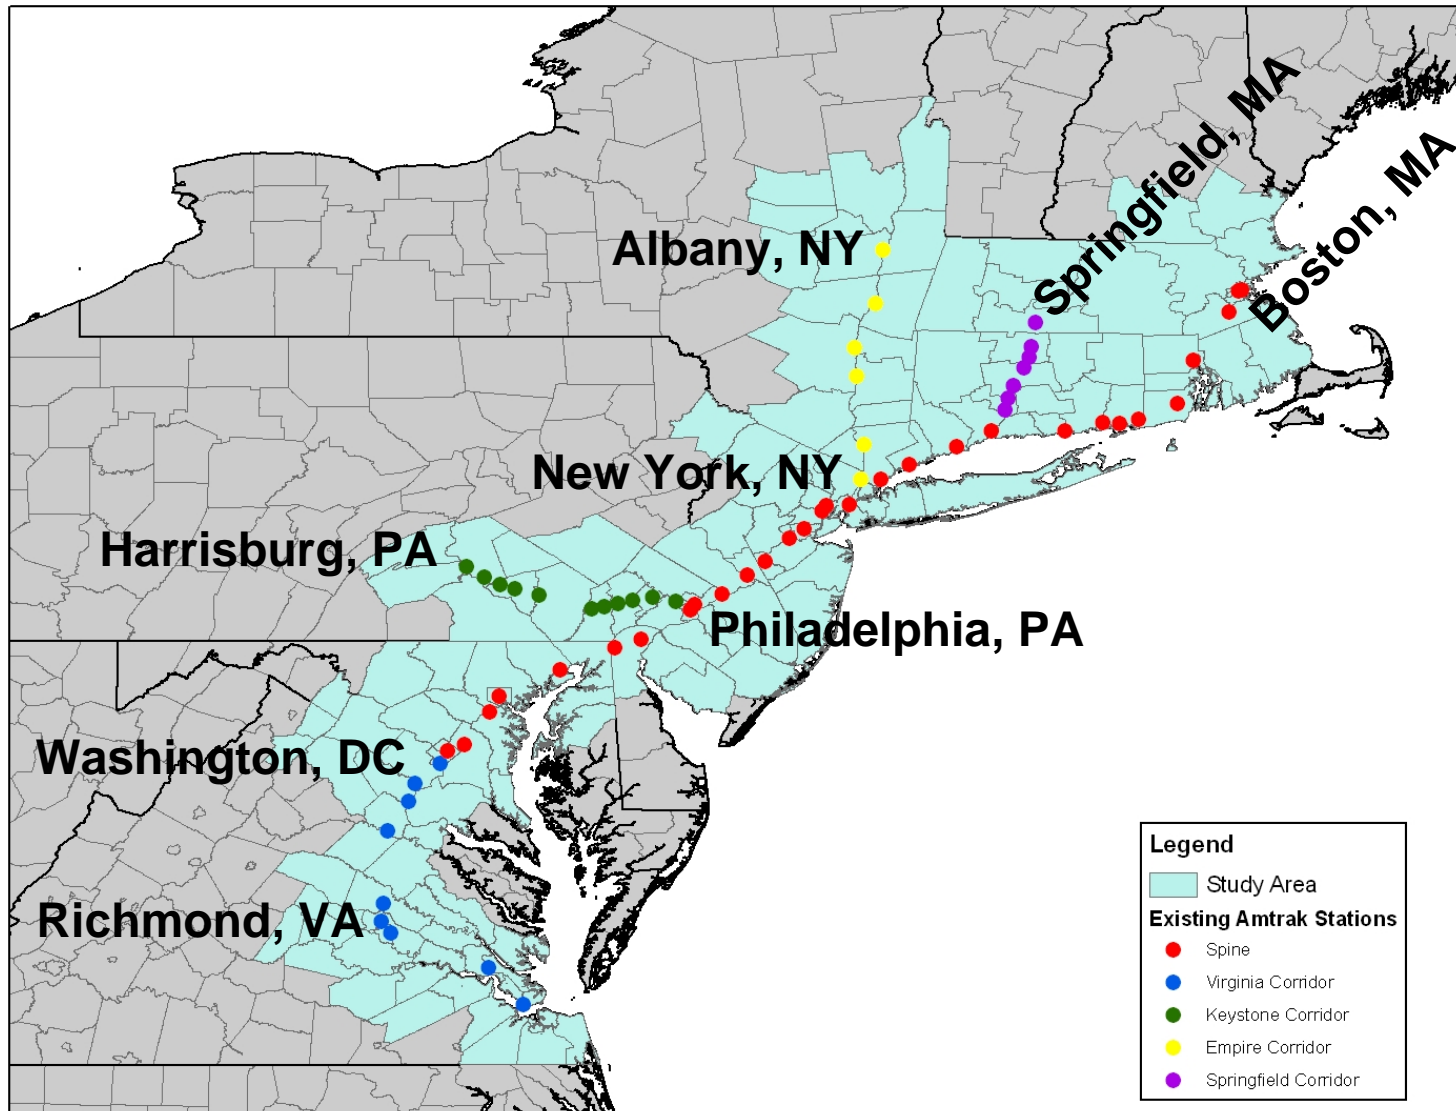 Springfield, MA
Boston, MA
Albany, NY
New York, NY
Harrisburg, PA
Philadelphia, PA
Washington, DC
Richmond, VA
Legend
Study Area
Existing Amtrak Stations
Spine
Virginia Corridor
Keystone Corridor
Empire Corridor
Springfield Corridor